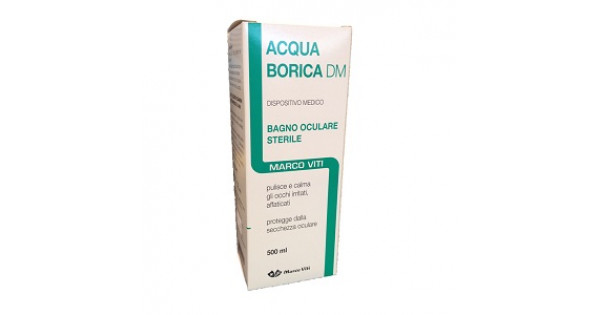 ACQUA
BORICA DM
DISPOSITIVO MEDICO
BAGNO OCULARE
STERILE
MARCO VITI
pulisce e calma
gli occhi irritati,
affaticati
protegge dalla
secchezza oculare
500 ml
Marco Viti